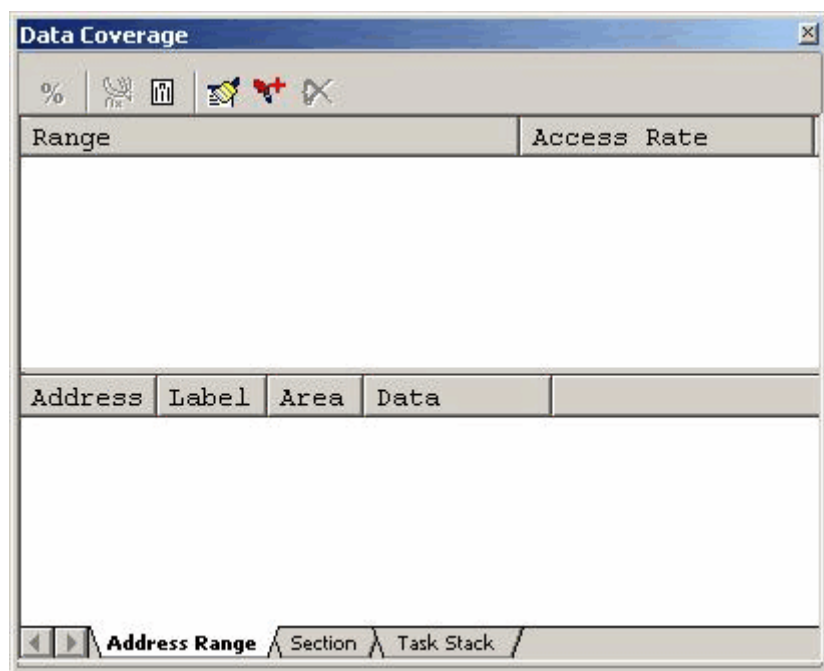 Data Coverage
%
Range Access Rate
Address Label Area Data
Address Range Section Task Stack